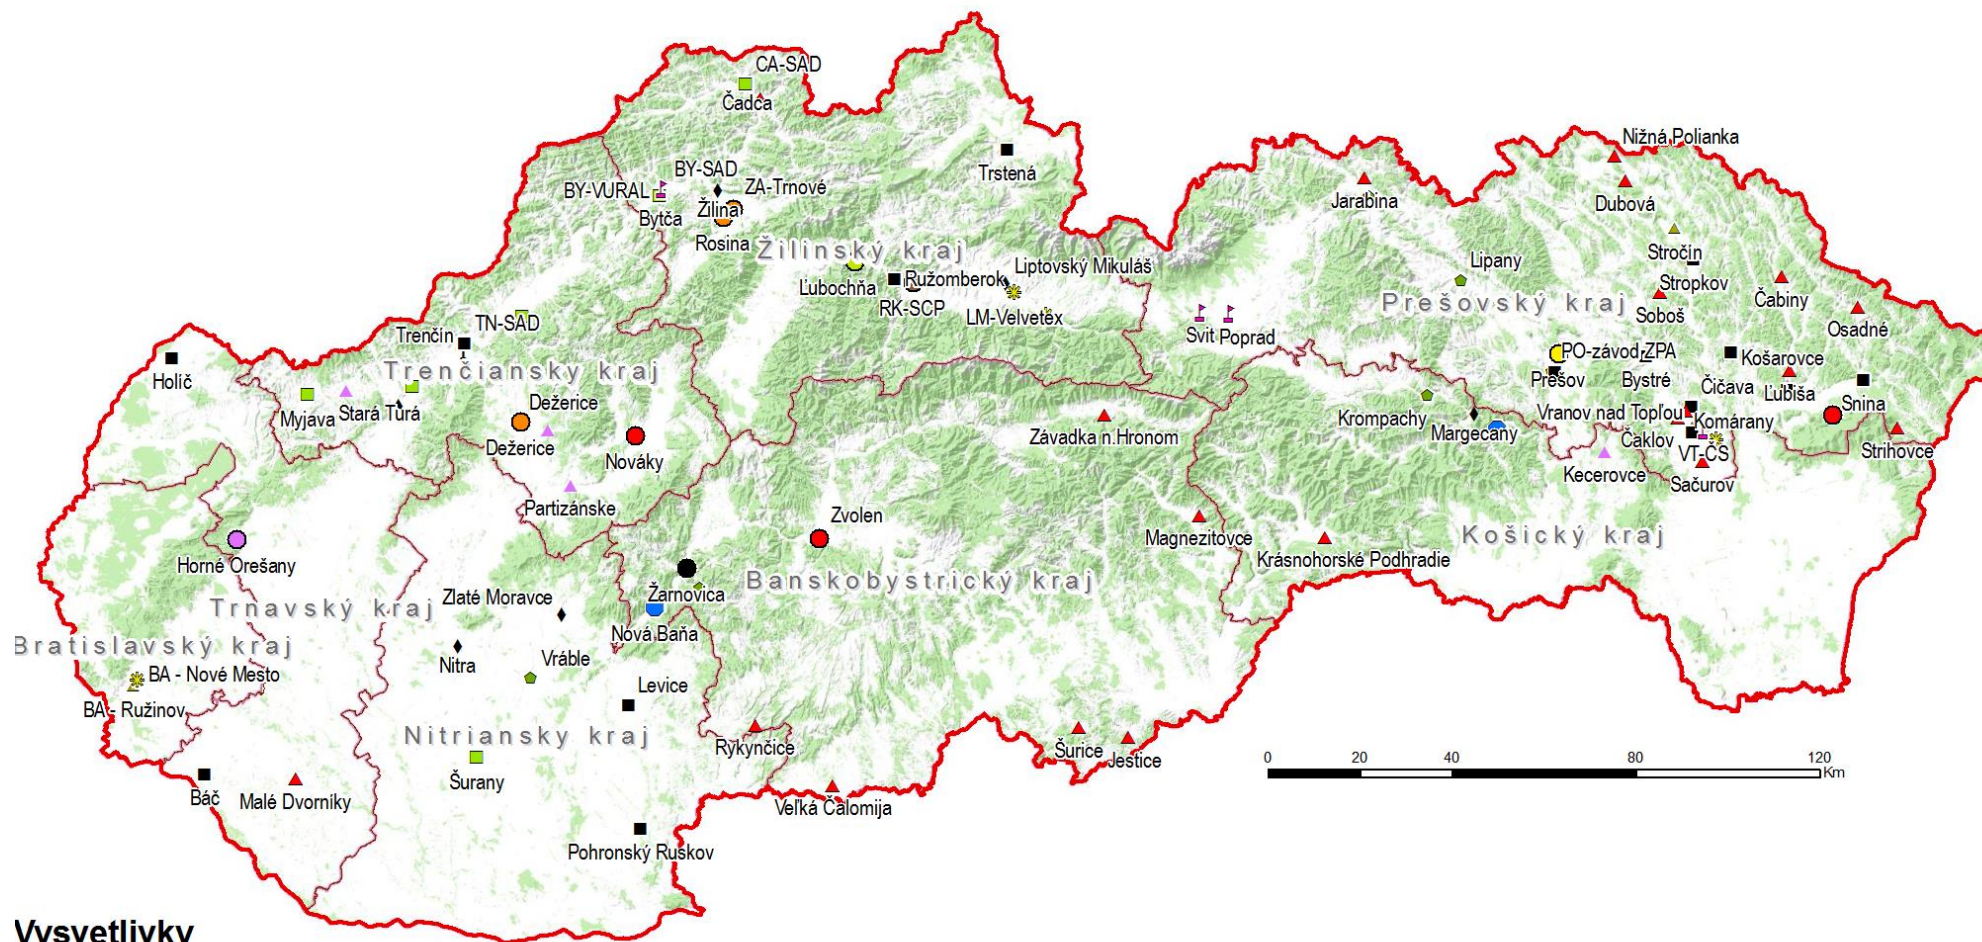 CA-SAD
Čadca
Nižná Polianka
Trstená
BY-SAD
BY-VURAL
ZA-Trnové
Bytča
Žilina
Rosina
Jarabina
Dubová
Žilinský kraj
Stročín
Liptovský Mikuláš
Lipany
Ružomberok
Ľubochňa
Stropkov
Čabiny
Prešovský kraj
RK-SCP
LM-Velvetex
Soboš
Osadné
TN-SAD
Trenčín
Svit
Poprad
PO-závod ZPA
Košarovce
Holíč
Trenčiansky kraj
Prešov
Bystré
Čičava
Ľubiša
Snina
Myjava
Stará Turá
Dežerice
Krompachy
Vranov nad Topľou
Komárany
Závadka n.Hronom
Margecany
Čaklov
Dežerice
Nováky
VT-ČS
Strihovce
Kecerovce
Sačurov
Partizánske
Zvolen
Magnezitovce
Košický kraj
Horné Orešany
Krásnohorské Podhradie
Banskobystrický kraj
Žarnovica
Zlaté Moravce
Trnavský kraj
Nová Baňa
Bratislavský kraj
Nitra
Vráble
BA - Nové Mesto
Levice
BA - Ružinov
Nitriansky kraj
Rykynčice
Šurice
Jestice
0 20 40 80 120
Km
Šurany
Báč
Malé Dvorníky
Veľká Čalomija
Pohronský Ruskov
Vysvetlivky